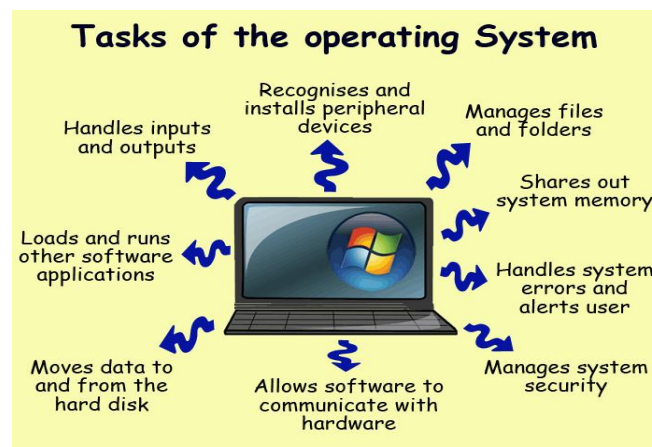 Tasks of the operating System
Recognises and
installs peripheral
devices
Manages files
and folders
Handles inputs
and outputs
Shares out
system memory
Loads and runs
other software
applications
Handles system
errors and
alerts user
Moves data to
and from the
hard disk
Allows software to
communicate with
hardware
Manages system
security